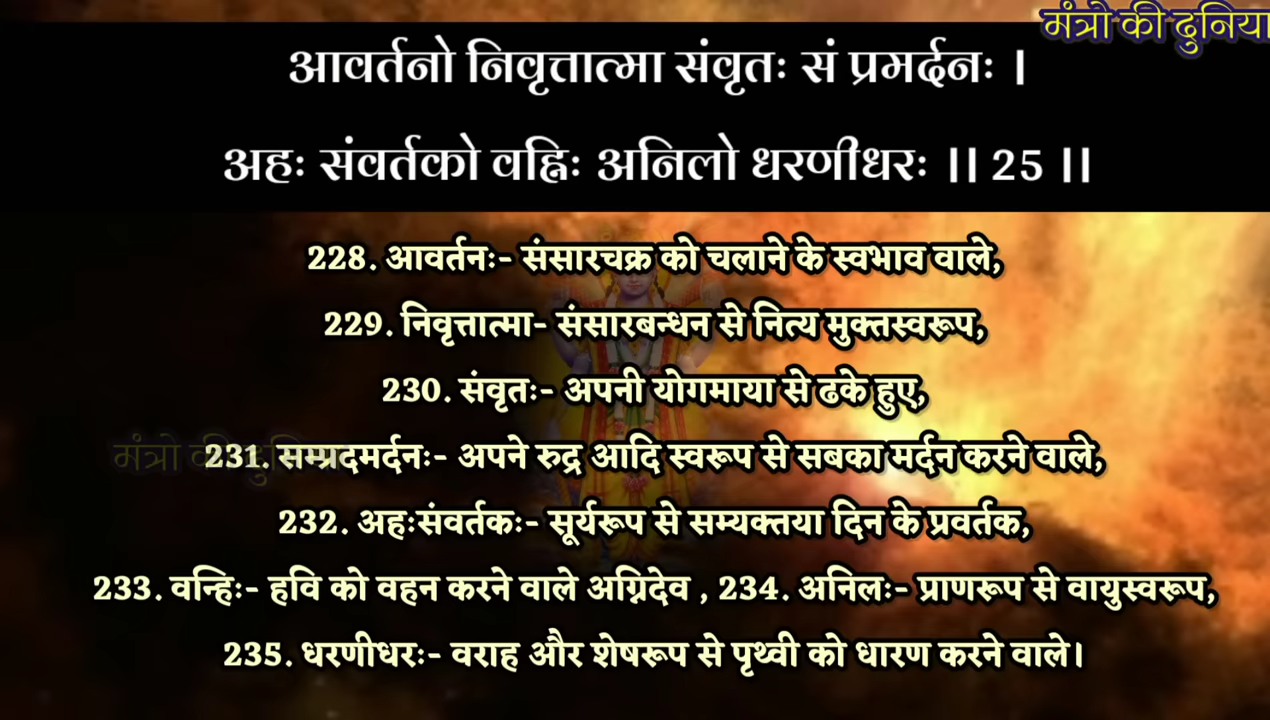 मंत्रो की दुनिया
आवर्तनो निवृत्तात्मा संवृतः सं प्रमर्दनः ।
अहः संवर्तको वह्निः अनिलो धरणीधरः ।। 25 ।।
228. आवर्तनः- संसारचक्र को चलाने के स्वभाव वाले,
229. निवृत्तात्मा- संसारबन्धन से नित्य मुक्तस्वरूप,
230. संवृतः- अपनी योगमाया से ढके हुए,
मंत्रो की दुनिया
231. सम्प्रदमर्दनः- अपने रुद्र आदि स्वरूप से सबका मर्दन करने वाले,
232. अहःसंवर्तकः- सूर्यरूप से सम्यक्तया दिन के प्रवर्तक,
233. वन्हिः- हवि को वहन करने वाले अग्निदेव , 234. अनिलः- प्राणरूप से वायुस्वरूप,
235. धरणीधरः- वराह और शेषरूप से पृथ्वी को धारण करने वाले।